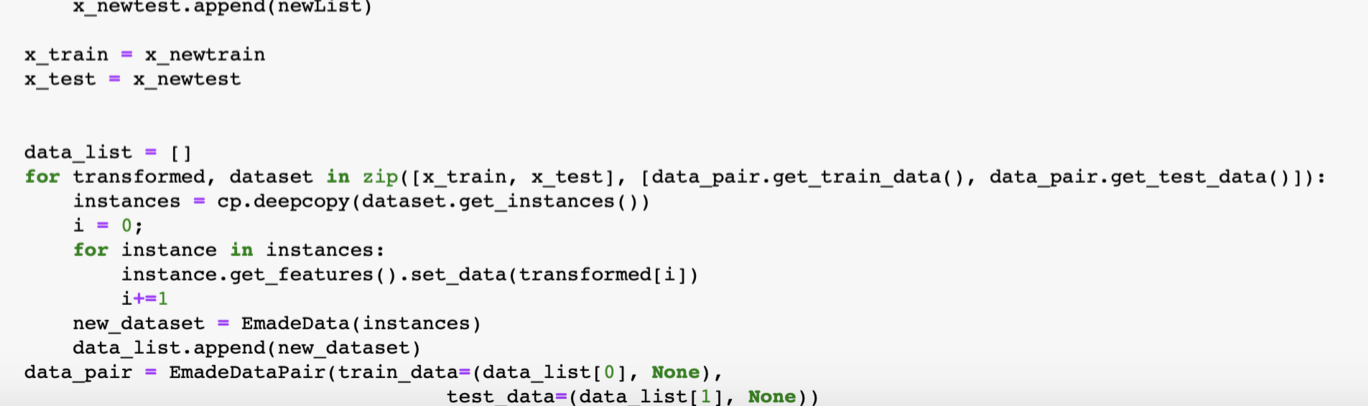 x_newtest.append(newList)
x_train = x_newtrain
x_test = x_newtest
data_list = []
for transformed, dataset in zip([x_train, x_test], [data_pair.get_train_data(), data_pair.get_test_data()]):
    instances = cp.deepcopy(dataset.get_instances())
    i = 0;
    for instance in instances:
        instance.get_features().set_data(transformed[i])
        i+=1
    new_dataset = EmadeData(instances)
    data_list.append(new_dataset)
data_pair = EmadeDataPair(train_data=(data_list[0], None),
                                   test_data=(data_list[1], None))